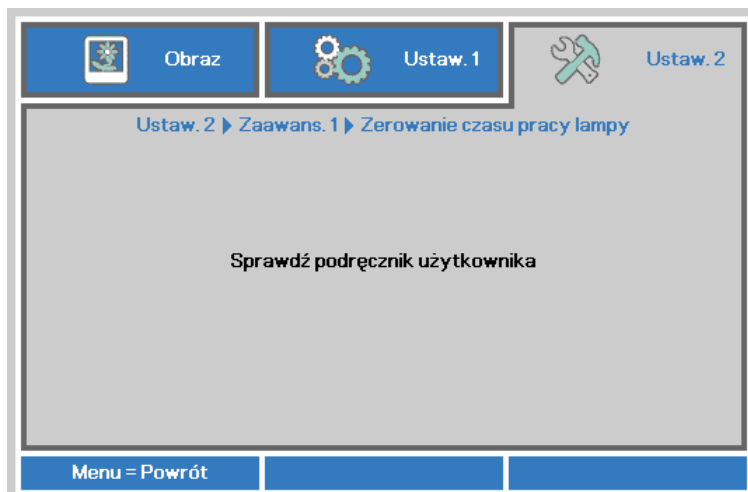 Obraz
Ustaw. 1
Ustaw. 2
Ustaw. 2 ▶ Zaawans. 1 ▶ Zerowanie czasu pracy lampy
Sprawdź podręcznik użytkownika
Menu = Powrót